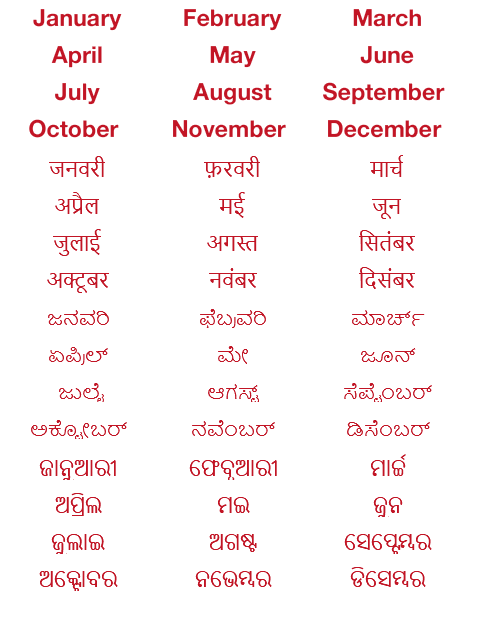 January February March
April May June
July August September
October November December
जनवरी फ़रवरी मार्च
अप्रैल मई जून
जुलाई अगस्त सितंबर
अक्टूबर नवंबर दिसंबर
ಜನವರಿ ಫೆಬ್ರುವರಿ ಮಾರ್ಚ್
ಏಪ್ರಿಲ್ ಮೇ ಜೂನ್
ಜುಲೈ ಆಗಸ್ಟ್ ಸೆಪ್ಟೆಂಬರ್
ಅಕ್ಟೋಬರ್ ನವೆಂಬರ್ ಡಿಸೆಂಬರ್
ଜାନୁଆରୀ ଫେବୃଆରୀ ମାର୍ଚ୍ଚ
ଅପ୍ରିଲ ମଇ ଜୁନ
ଜୁଲାଇ ଅଗଷ୍ଟ ସେପ୍ଟେମ୍ବର
ଅକ୍ଟୋବର ନଭେମ୍ବର ଡିସେମ୍ବର